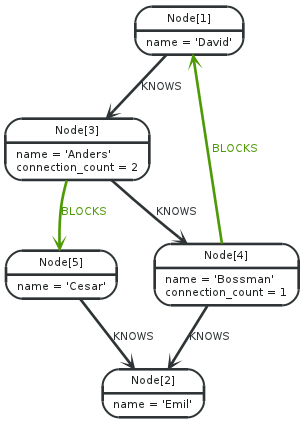 Node[1]
name = 'David'
KNOWS
Node[3]
name = 'Anders'
connection_count = 2
BLOCKS
BLOCKS
KNOWS
Node[5]
name = 'Cesar'
Node[4]
name = 'Bossman'
connection_count = 1
KNOWS
KNOWS
Node[2]
name = 'Emil'